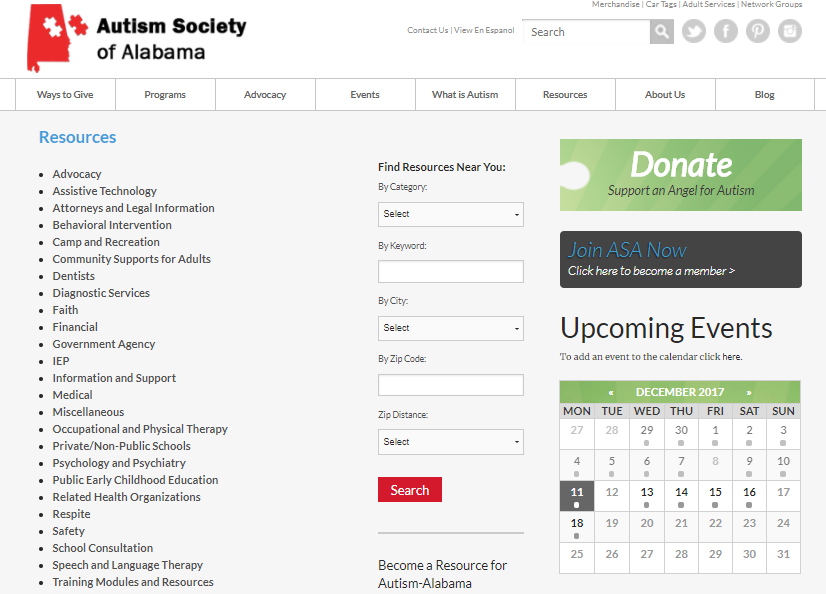 Merchandise | Car Tags | Adult Services | Network Groups
Autism Society
of Alabama
Contact Us | View En Espanol
Search
Ways to Give
Programs
Advocacy
Events
What is Autism
Resources
About Us
Blog
Resources
Advocacy
Assistive Technology
Attorneys and Legal Information
Behavioral Intervention
Camp and Recreation
Community Supports for Adults
Dentists
Diagnostic Services
Faith
Financial
Government Agency
IEP
Information and Support
Medical
Miscellaneous
Occupational and Physical Therapy
Private/Non-Public Schools
Psychology and Psychiatry
Public Early Childhood Education
Related Health Organizations
Respite
Safety
School Consultation
Speech and Language Therapy
Training Modules and Resources
Find Resources Near You:
By Category:
Select
By Keyword:
By City:
Select
By Zip Code:
Zip Distance:
Select
Search
Become a Resource for
Autism-Alabama
Donate
Support an Angel for Autism
Join ASA Now
Click here to become a member >
Upcoming Events
To add an event to the calendar click here.
« DECEMBER 2017 »
MON TUE WED THU FRI SAT SUN
27 28 29 30 1 2 3
4 5 6 7 8 9 10
11 12 13 14 15 16 17
18 19 20 21 22 23 24
25 26 27 28 29 30 31